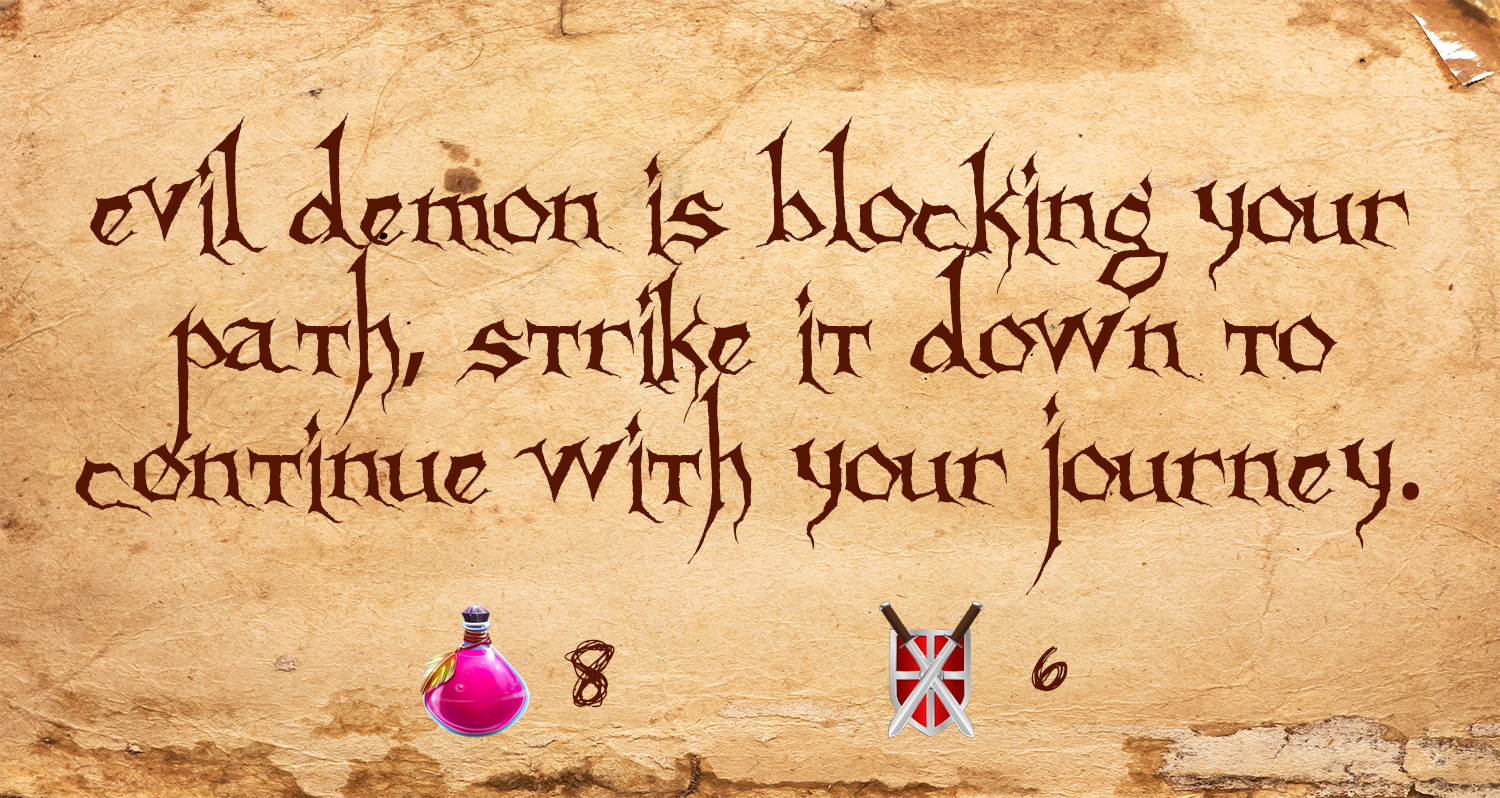 evil demon is blocking your
path, strike it down to
continue with your journey.
8 6